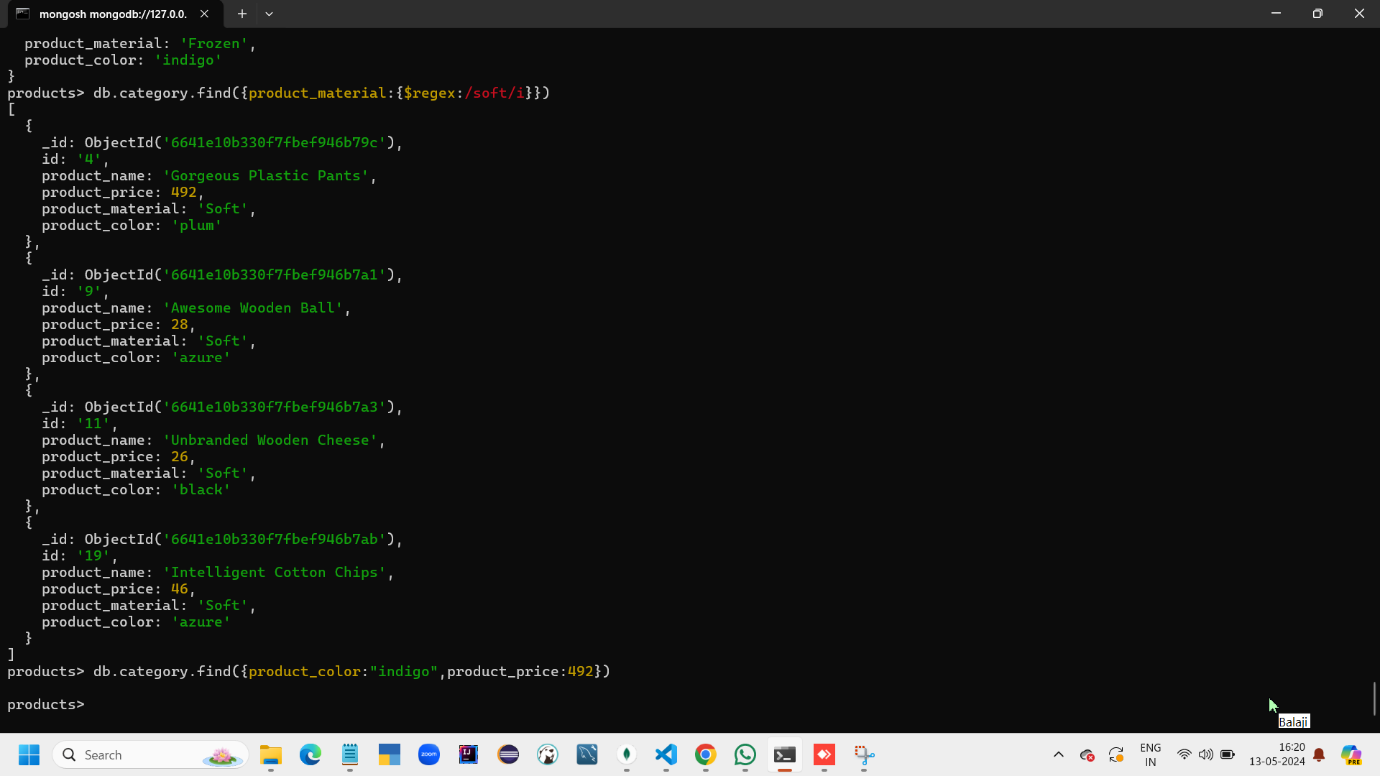 mongosh mongodb://127.0.0.
product_material: 'Frozen',
product_color: 'indigo'
}
products> db.category.find({product_material:{$regex:/soft/i}})
[
{
_id: ObjectId('6641e10b330f7fbef946b79c'),
id: '4',
product_name: 'Gorgeous Plastic Pants',
product_price: 492,
product_material: 'Soft',
product_color: 'plum'
},
{
_id: ObjectId('6641e10b330f7fbef946b7a1'),
id: '9',
product_name: 'Awesome Wooden Ball',
product_price: 28,
product_material: 'Soft',
product_color: 'azure'
},
{
_id: ObjectId('6641e10b330f7fbef946b7a3'),
id: '11',
product_name: 'Unbranded Wooden Cheese',
product_price: 26,
product_material: 'Soft',
product_color: 'black'
},
{
_id: ObjectId('6641e10b330f7fbef946b7ab'),
id: '19',
product_name: 'Intelligent Cotton Chips',
product_price: 46,
product_material: 'Soft',
product_color: 'azure'
}
]
products> db.category.find({product_color:"indigo",product_price:492})
products>
Balaji
Search
zoom
IJ
PRE
ENG
IN
16:20
13-05-2024